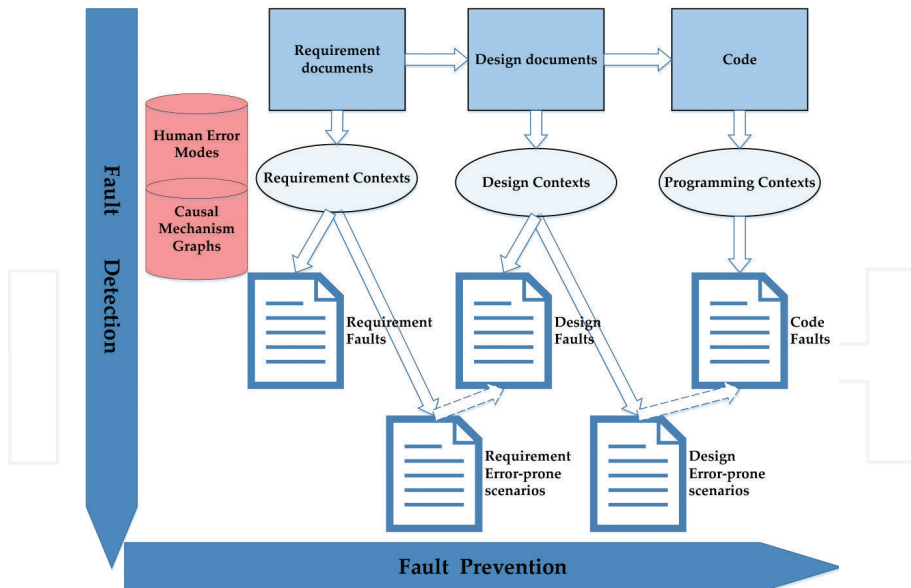 Requirement
documents
Design documents
Code
Human Error
Modes
Causal
Mechanism
Graphs
Requirement Contexts
Design Contexts
Programming Contexts
Fault Detection
Requirement
Faults
Design
Faults
Code
Faults
Requirement
Error-prone
scenarios
Design
Error-prone
scenarios
Fault Prevention